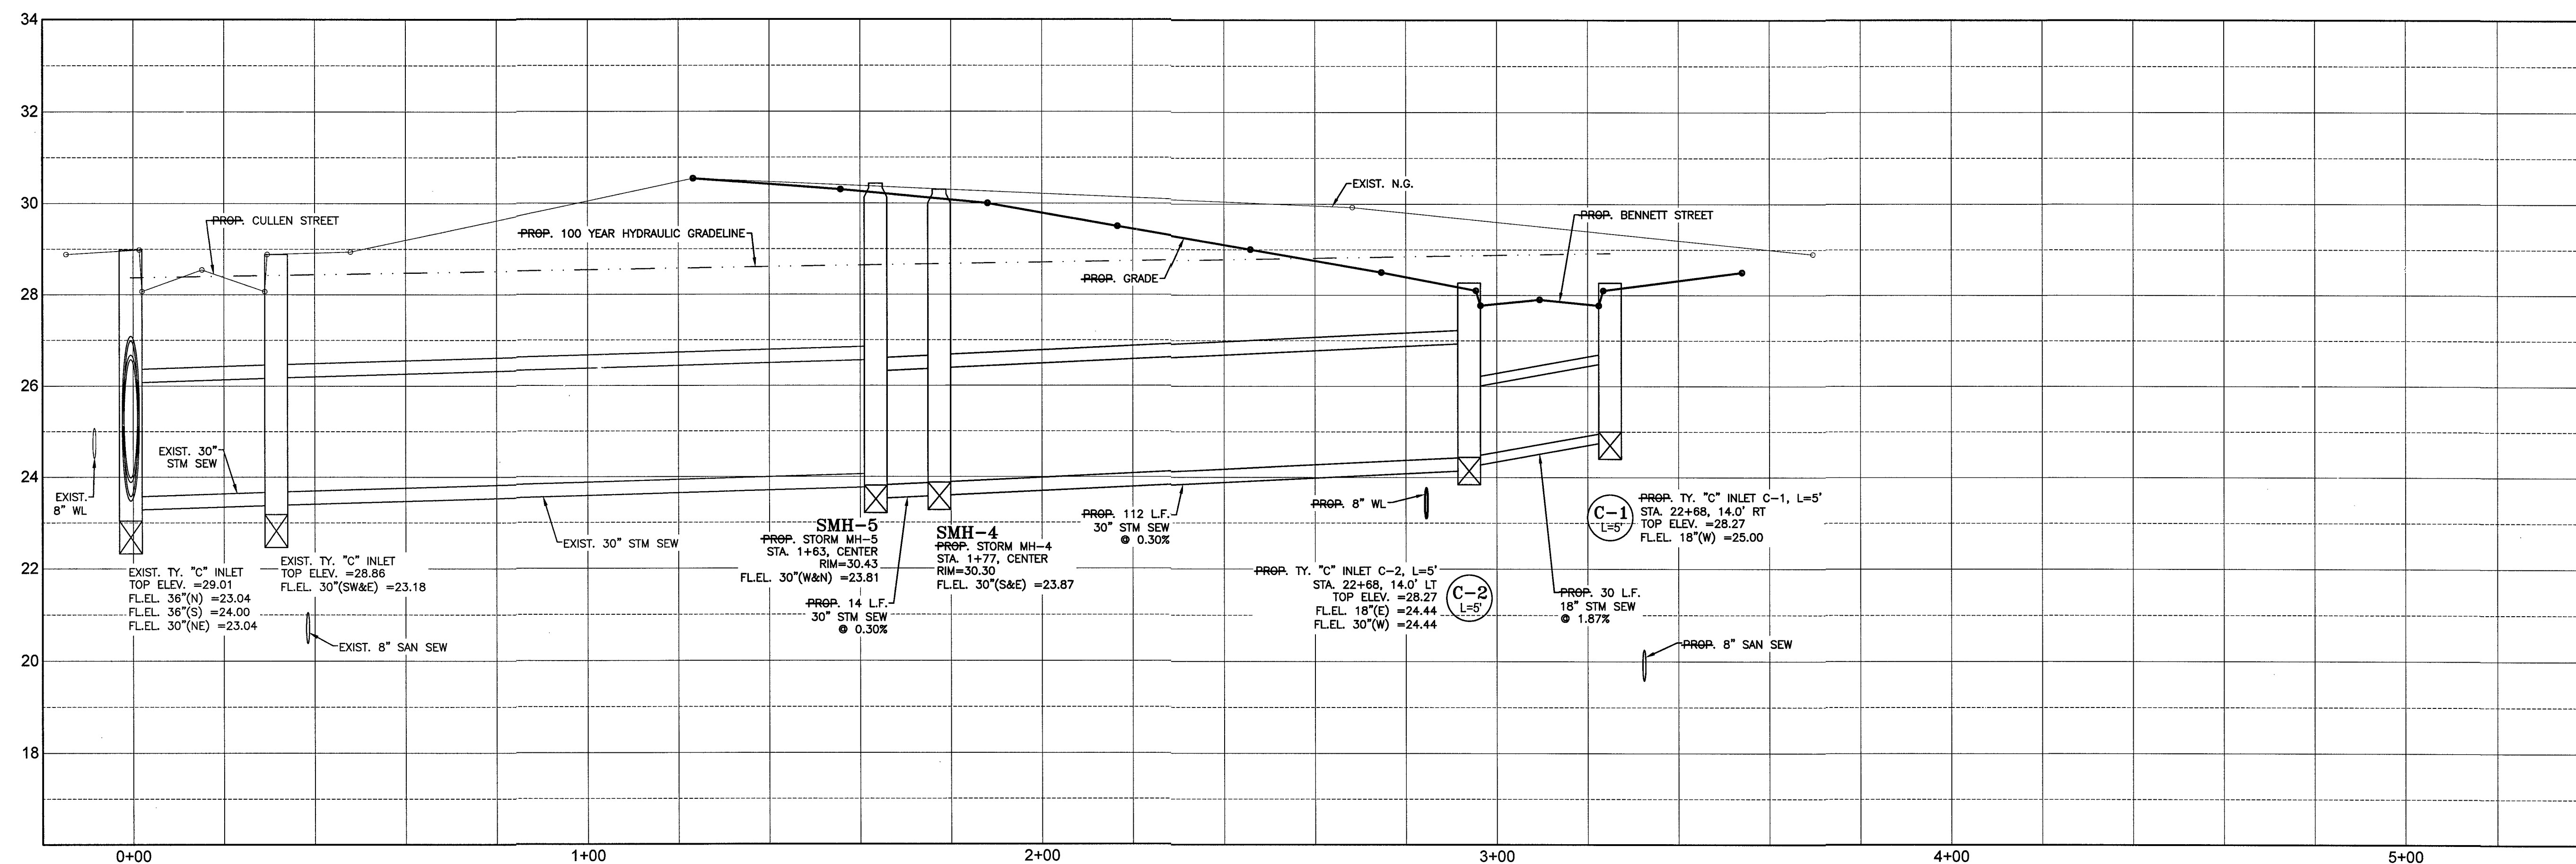 34
32
30
28
26
24
22
20
18
PROP. CULLEN STREET
PROP. 100 YEAR HYDRAULIC GRADELINE
EXIST. N.G.
PROP. BENNETT STREET
PROP. GRADE
EXIST. 30"
STM SEW
EXIST.
8" WL
EXIST. TY. "C" INLET
TOP ELEV. =29.01
FL.EL. 36"(N) =23.04
FL.EL. 36"(S) =24.00
FL.EL. 30"(NE) =23.04
EXIST. TY. "C" INLET
TOP ELEV. =28.86
FL.EL. 30"(SW&E) =23.18
EXIST. 8" SAN SEW
EXIST. 30" STM SEW
SMH-5
PROP. STORM MH-5
STA. 1+63, CENTER
RIM=30.43
FL.EL. 30"(W&N) =23.81
PROP. 14 L.F.
30" STM SEW
@ 0.30%
SMH-4
PROP. STORM MH-4
STA. 1+77, CENTER
RIM=30.30
FL.EL. 30"(S&E) =23.87
PROP. 112 L.F.
30" STM SEW
@ 0.30%
PROP. 8" WL
PROP. TY. "C" INLET C-2, L=5'
STA. 22+68, 14.0' LT
TOP ELEV. =28.27
FL.EL. 18"(E) =24.44
FL.EL. 30"(W) =24.44
C-2
L=5'
PROP. 30 L.F.
18" STM SEW
@ 1.87%
C-1
L=5'
PROP. TY. "C" INLET C-1, L=5'
STA. 22+68, 14.0' RT
TOP ELEV. =28.27
FL.EL. 18"(W) =25.00
PROP. 8" SAN SEW
0+00
1+00
2+00
3+00
4+00
5+00